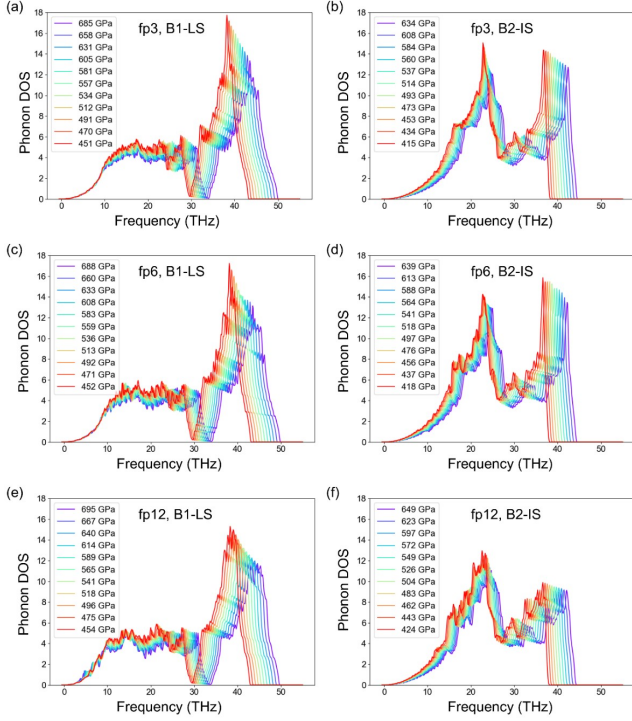 (a)
fp3, B1-LS
685 GPa
658 GPa
631 GPa
605 GPa
581 GPa
557 GPa
534 GPa
512 GPa
491 GPa
470 GPa
451 GPa
Phonon DOS
18
16
14
12
10
8
6
4
2
0
0
10
20
30
40
50
Frequency (THz)
(b)
fp3, B2-IS
634 GPa
608 GPa
584 GPa
560 GPa
537 GPa
514 GPa
493 GPa
473 GPa
453 GPa
434 GPa
415 GPa
Phonon DOS
18
16
14
12
10
8
6
4
2
0
0
10
20
30
40
50
Frequency (THz)
(c)
fp6, B1-LS
688 GPa
660 GPa
633 GPa
608 GPa
583 GPa
559 GPa
536 GPa
513 GPa
492 GPa
471 GPa
452 GPa
Phonon DOS
18
16
14
12
10
8
6
4
2
0
0
10
20
30
40
50
Frequency (THz)
(d)
fp6, B2-IS
639 GPa
613 GPa
588 GPa
564 GPa
541 GPa
518 GPa
497 GPa
476 GPa
456 GPa
437 GPa
418 GPa
Phonon DOS
18
16
14
12
10
8
6
4
2
0
0
10
20
30
40
50
Frequency (THz)
(e)
fp12, B1-LS
695 GPa
667 GPa
640 GPa
614 GPa
589 GPa
565 GPa
541 GPa
518 GPa
496 GPa
475 GPa
454 GPa
Phonon DOS
18
16
14
12
10
8
6
4
2
0
0
10
20
30
40
50
Frequency (THz)
(f)
fp12, B2-IS
649 GPa
623 GPa
597 GPa
572 GPa
549 GPa
526 GPa
504 GPa
483 GPa
462 GPa
443 GPa
424 GPa
Phonon DOS
18
16
14
12
10
8
6
4
2
0
0
10
20
30
40
50
Frequency (THz)